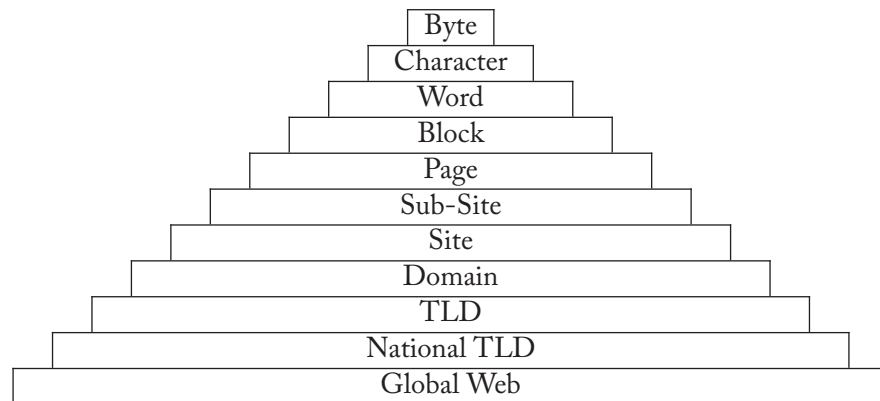 Byte
Character
Word
Block
Page
Sub-Site
Site
Domain
TLD
National TLD
Global Web